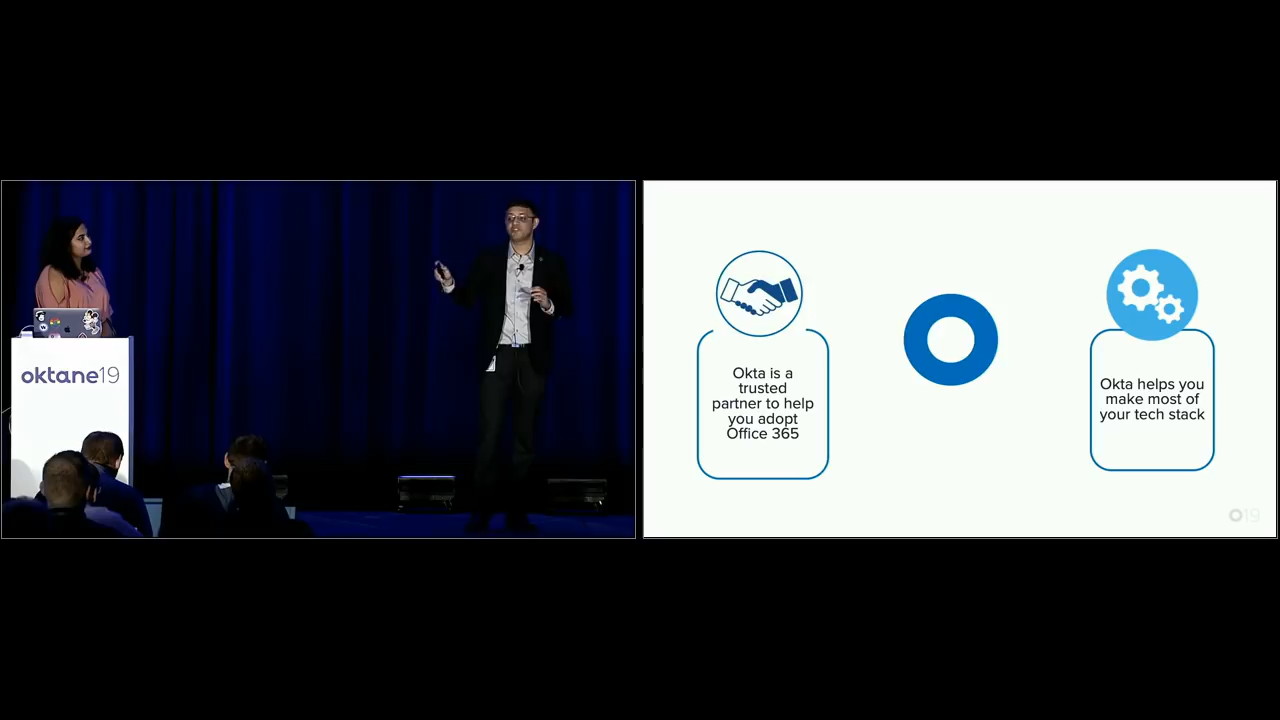 oktane19
Okta is a
trusted
partner to help
you adopt
Office 365
Okta helps you
make most of
your tech stack
O19